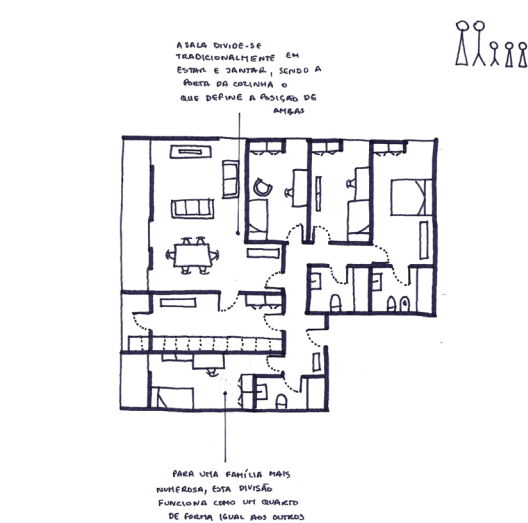 A SALA DIVIDE-SE
TRADICIONALMENTE EM
ESTAR E JANTAR, SENDO A
PORTA DA COZINHA O
QUE DEFINE A POSIÇÃO DE
AMBAS
PARA UMA FAMÍLIA MAIS
NUMEROSA, ESTA DIVISÃO
FUNCIONA COMO UM QUARTO
DE FORMA IGUAL AOS OUTROS